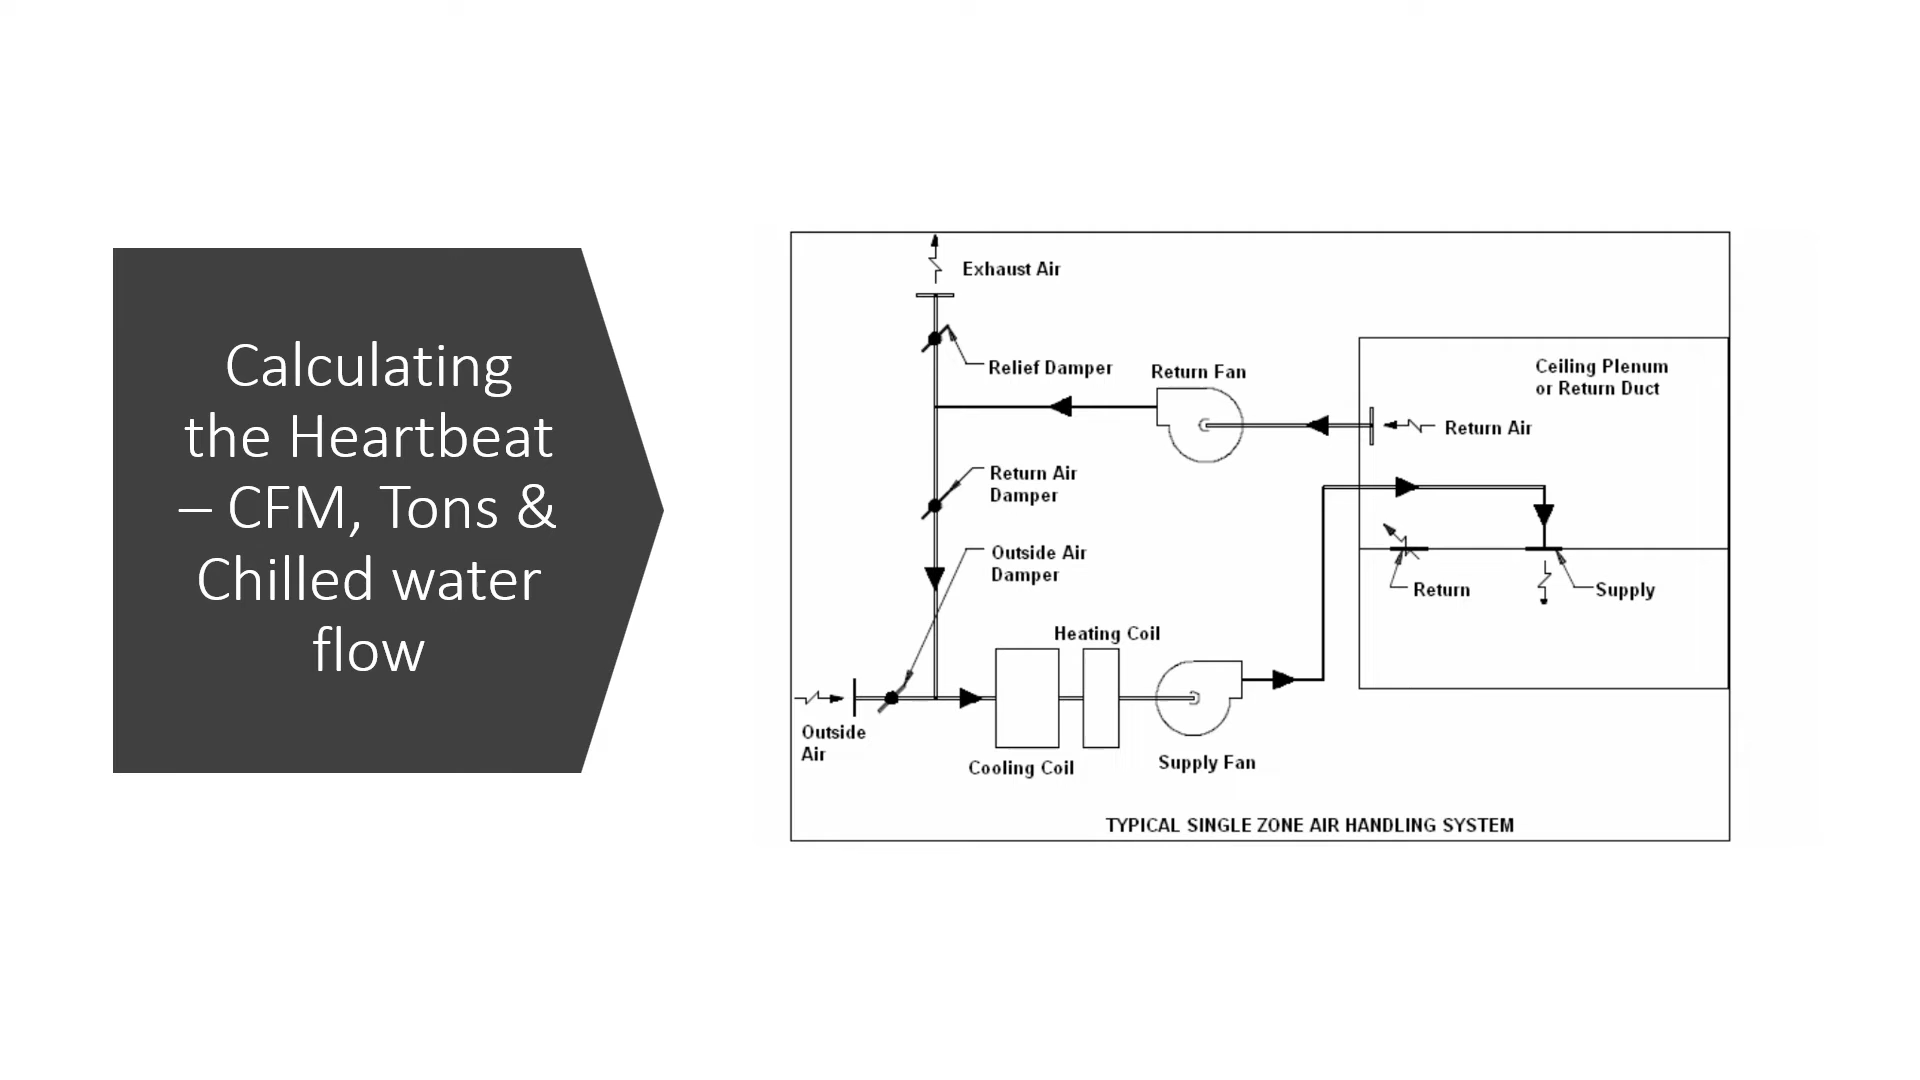 Calculating
the Heartbeat
– CFM, Tons &
Chilled water
flow
Exhaust Air
Relief Damper
Return Fan
Ceiling Plenum
or Return Duct
Return Air
Return Air
Damper
Outside Air
Damper
Return
Supply
Heating Coil
Outside
Air
Cooling Coil
Supply Fan
TYPICAL SINGLE ZONE AIR HANDLING SYSTEM